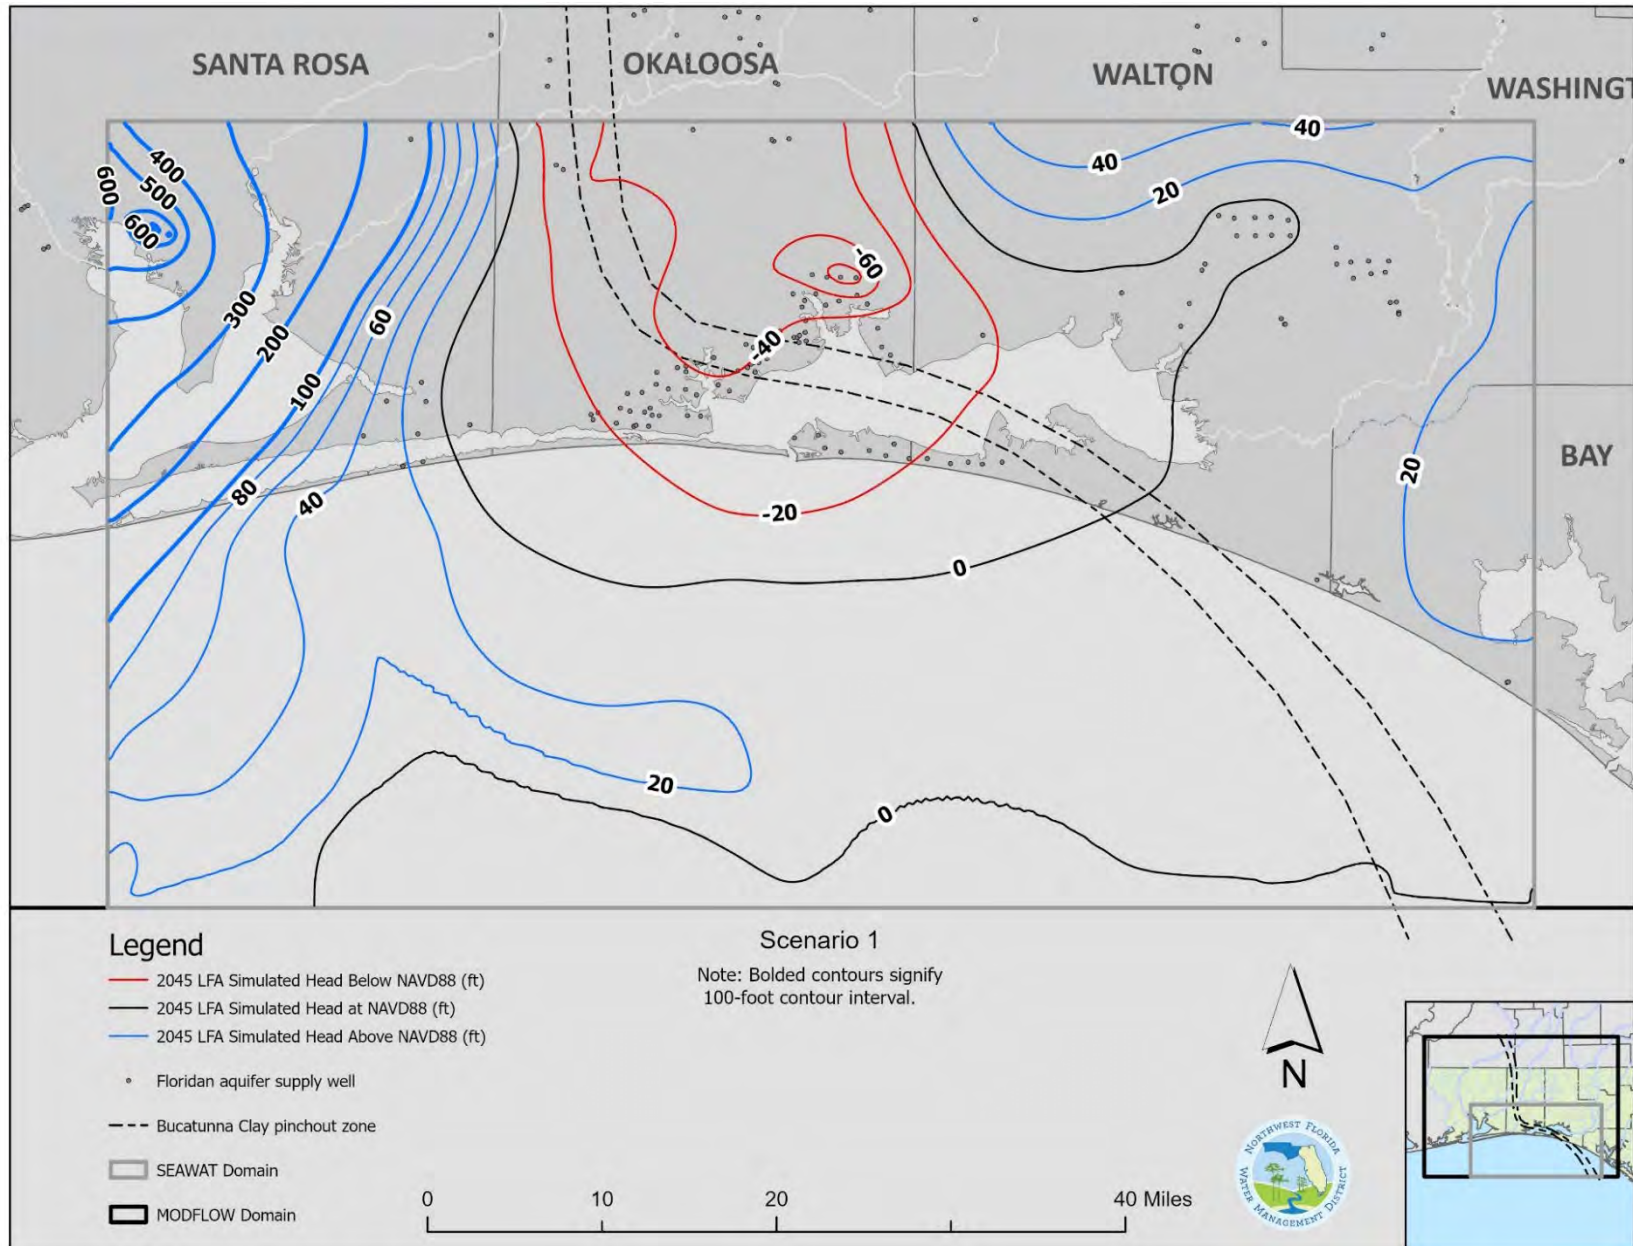 SANTA ROSA
OKALOOSA
WALTON
WASHINGT
BAY
400
500
600
600
300
200
100
60
80
40
-60
-40
-20
0
40
40
20
20
20
0
Legend
2045 LFA Simulated Head Below NAVD88 (ft)
2045 LFA Simulated Head at NAVD88 (ft)
2045 LFA Simulated Head Above NAVD88 (ft)
Floridan aquifer supply well
Bucatunna Clay pinchout zone
SEAWAT Domain
MODFLOW Domain
Scenario 1
Note: Bolded contours signify
100-foot contour interval.
0 10 20 40 Miles
N
NORTHWEST FLORIDA
WATER MANAGEMENT DISTRICT